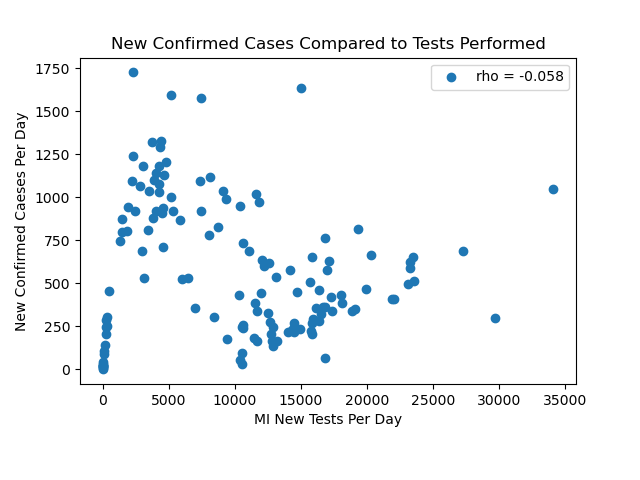 New Confirmed Cases Compared to Tests Performed
rho = -0.058
New Confirmed Caeses Per Day
1750
1500
1250
1000
750
500
250
0
0 5000 10000 15000 20000 25000 30000 35000
MI New Tests Per Day